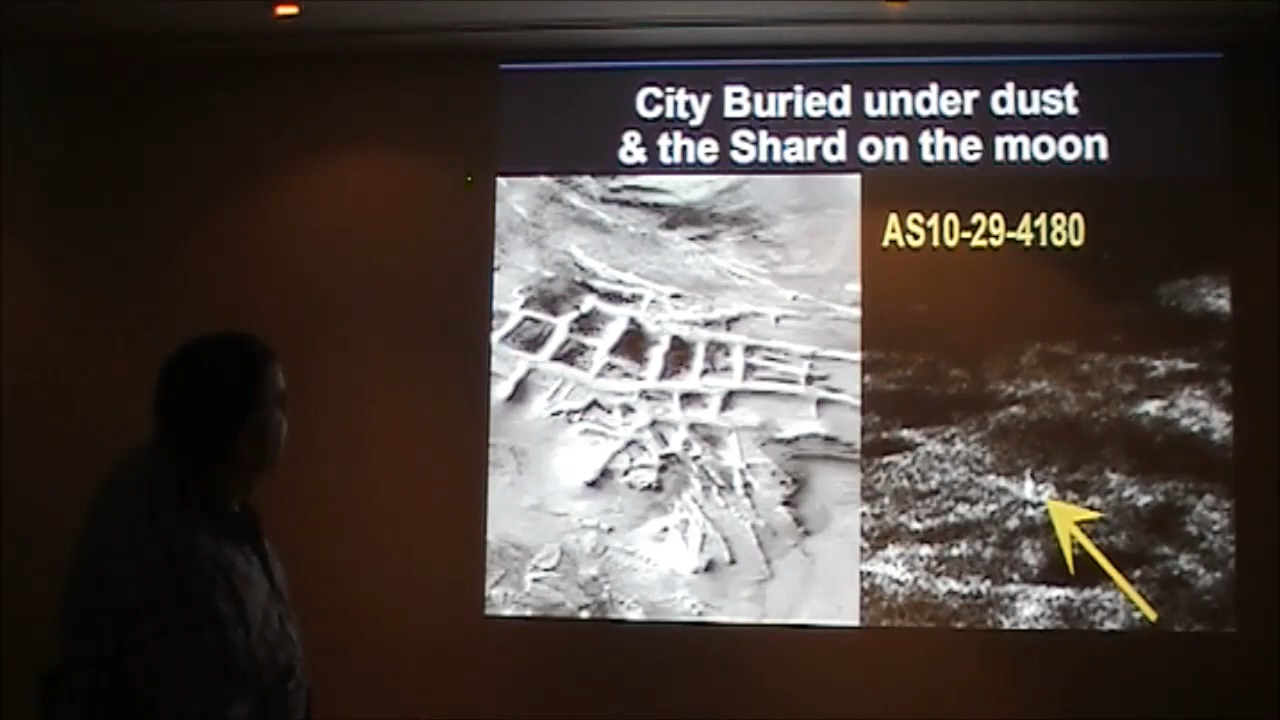 City Buried under dust
& the Shard on the moon
AS10-29-4180